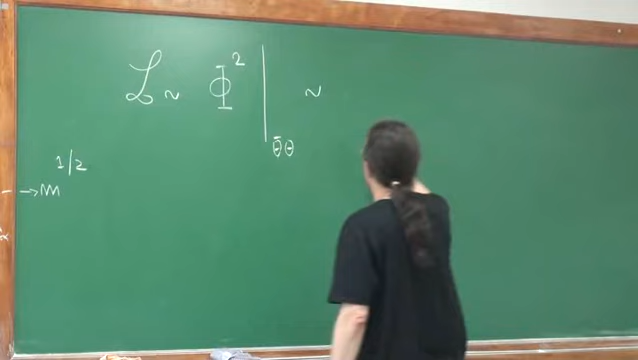 ℒ ~ Φ² |_θ̄θ ~
→ m^1/2